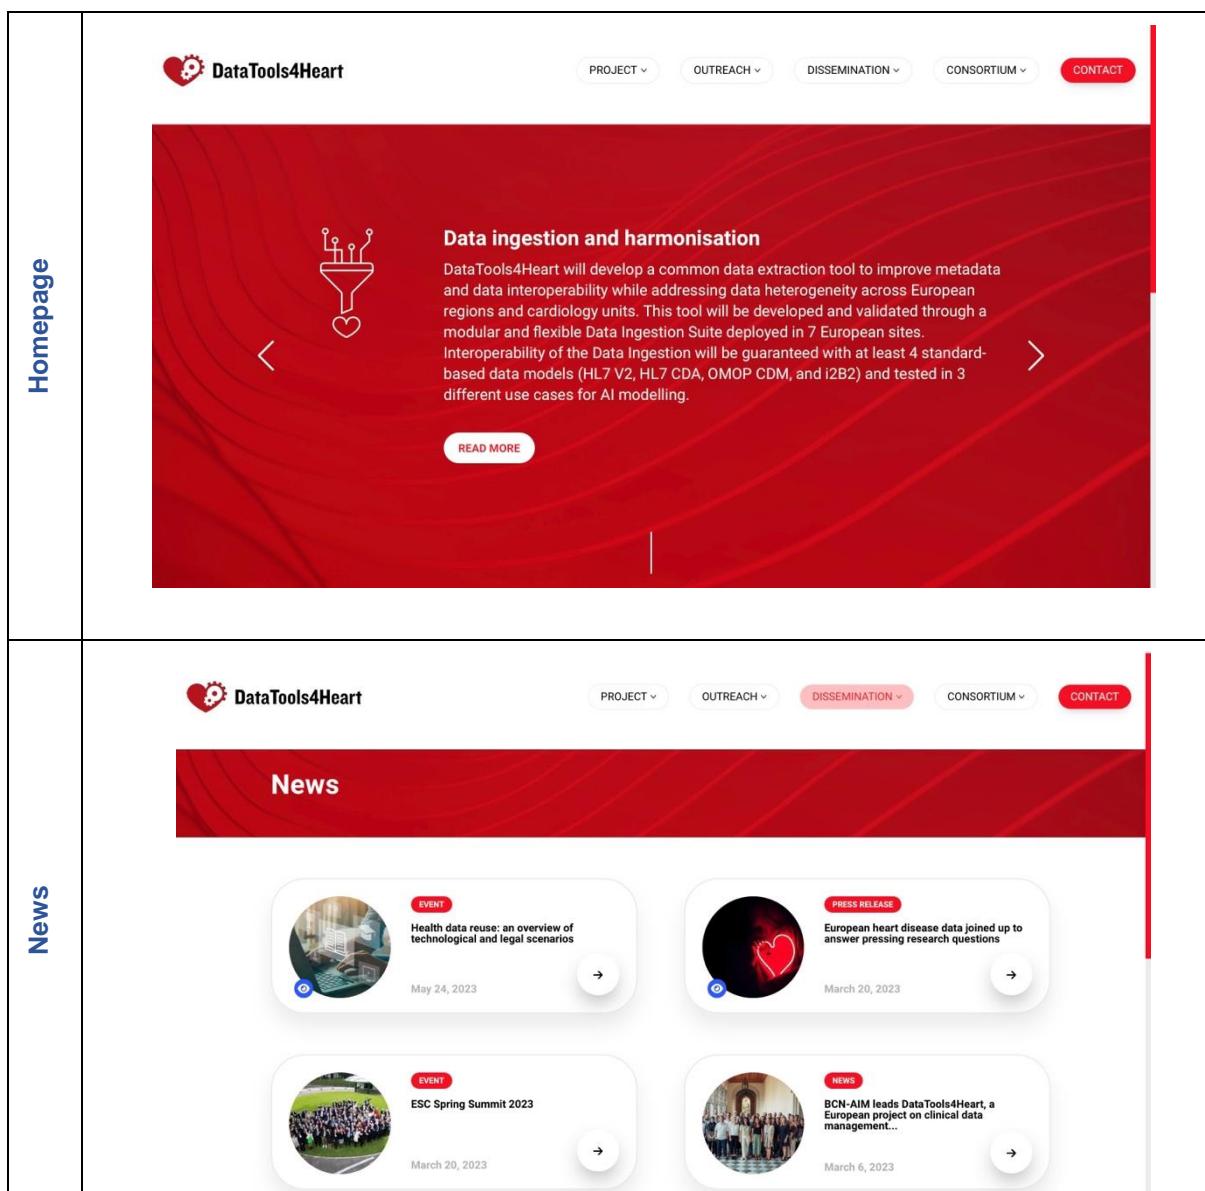 Homepage
DataTools4Heart
PROJECT
OUTREACH
DISSEMINATION
CONSORTIUM
CONTACT
Data ingestion and harmonisation
DataTools4Heart will develop a common data extraction tool to improve metadata
and data interoperability while addressing data heterogeneity across European
regions and cardiology units. This tool will be developed and validated through a
modular and flexible Data Ingestion Suite deployed in 7 European sites.
Interoperability of the Data Ingestion will be guaranteed with at least 4 standard-
based data models (HL7 V2, HL7 CDA, OMOP CDM, and i2B2) and tested in 3
different use cases for AI modelling.
READ MORE
News
DataTools4Heart
PROJECT
OUTREACH
DISSEMINATION
CONSORTIUM
CONTACT
News
EVENT
Health data reuse: an overview of
technological and legal scenarios
May 24, 2023
PRESS RELEASE
European heart disease data joined up to
answer pressing research questions
March 20, 2023
EVENT
ESC Spring Summit 2023
March 20, 2023
NEWS
BCN-AIM leads DataTools4Heart, a
European project on clinical data
management...
March 6, 2023